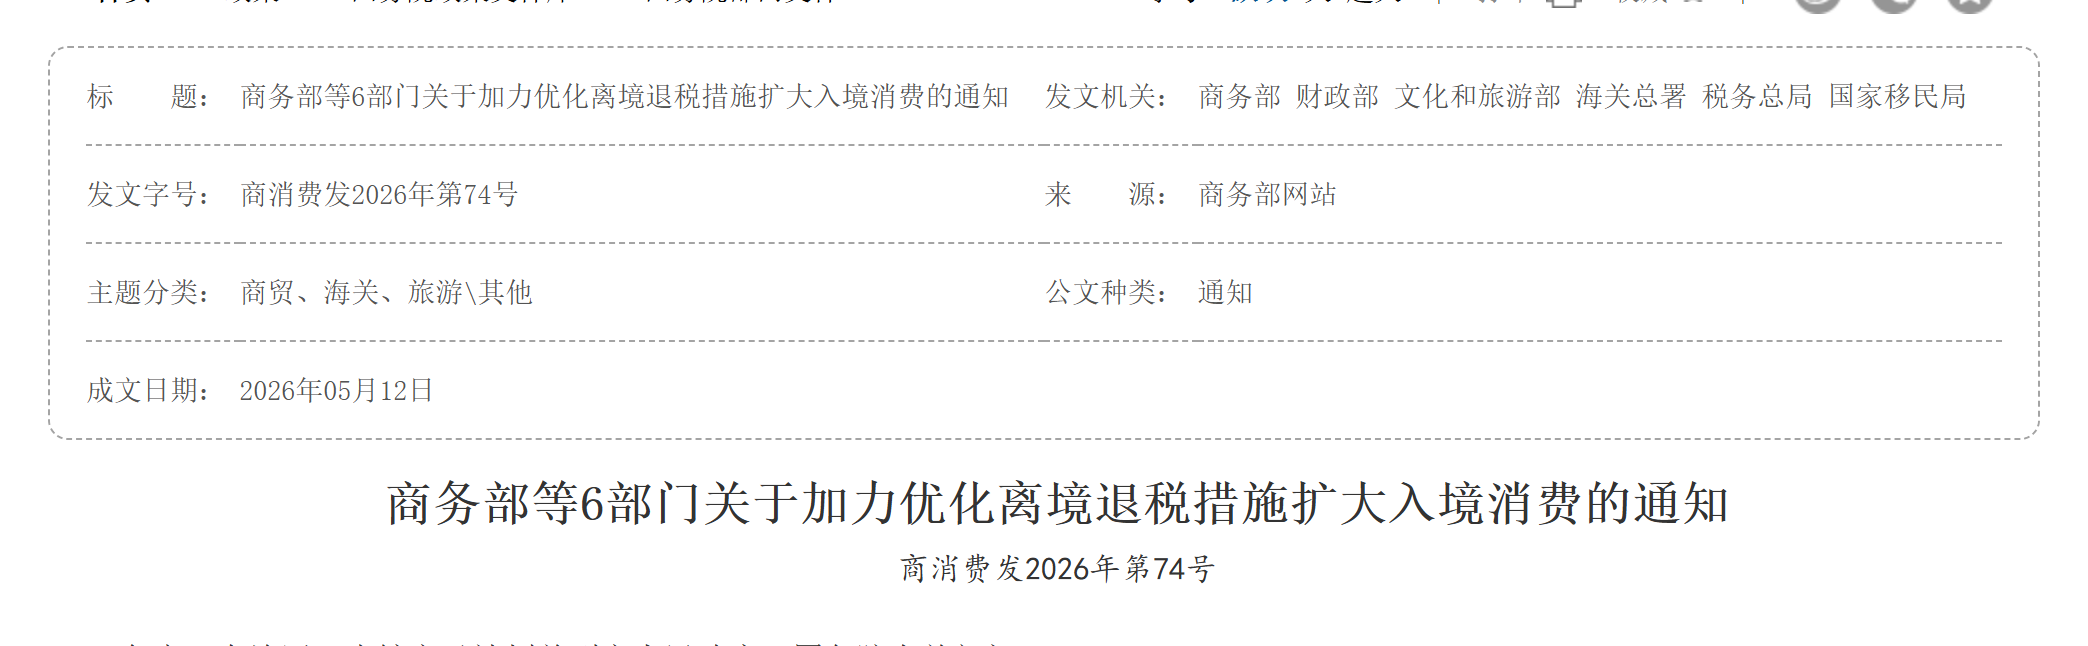 标　　题： 商务部等6部门关于加力优化离境退税措施扩大入境消费的通知 发文机关： 商务部 财政部 文化和旅游部 海关总署 税务总局 国家移民局
发文字号： 商消费发2026年第74号 来　　源： 商务部网站
主题分类： 商贸、海关、旅游\其他 公文种类： 通知
成文日期： 2026年05月12日
商务部等6部门关于加力优化离境退税措施扩大入境消费的通知
商消费发2026年第74号